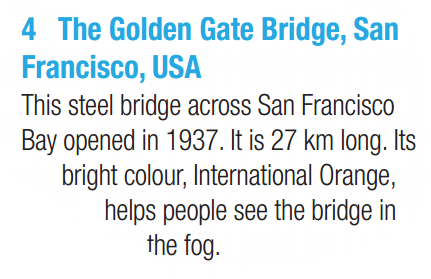 4 The Golden Gate Bridge, San
Francisco, USA
This steel bridge across San Francisco
Bay opened in 1937. It is 27 km long. Its
bright colour, International Orange,
helps people see the bridge in
the fog.